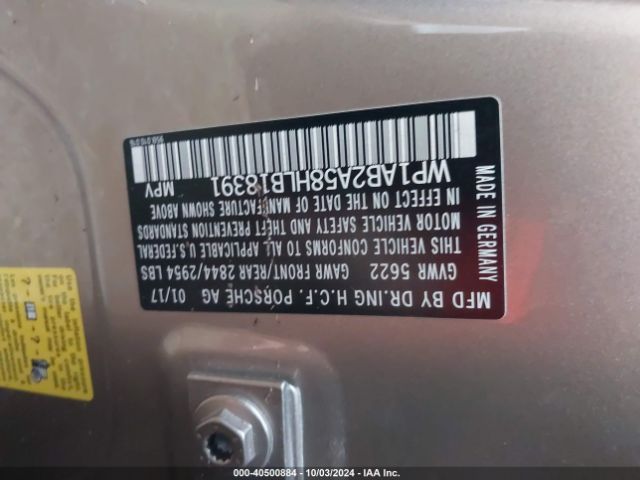 MFD BY DR.ING H.C.F. PORSCHE AG 01/17
GVWR 5622 GAWR FRONT/REAR 2844/2954 LBS
THIS VEHICLE CONFORMS TO ALL APPLICABLE U.S.FEDERAL
MOTOR VEHICLE SAFETY AND THEFT PREVENTION STANDARDS
IN EFFECT ON THE DATE OF MANUFACTURE SHOWN ABOVE
WP1AB2A58HLB18391 MPV
MADE IN GERMANY
000-40500884 - 10/03/2024 - IAA Inc.